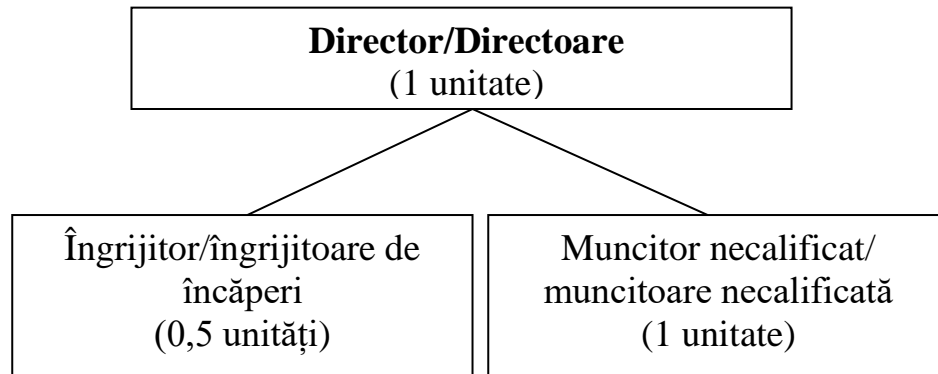 Director/Directoare
(1 unitate)
Îngrijitor/îngrijitoare de
încăperi
(0,5 unități)
Muncitor necalificat/
muncitoare necalificată
(1 unitate)